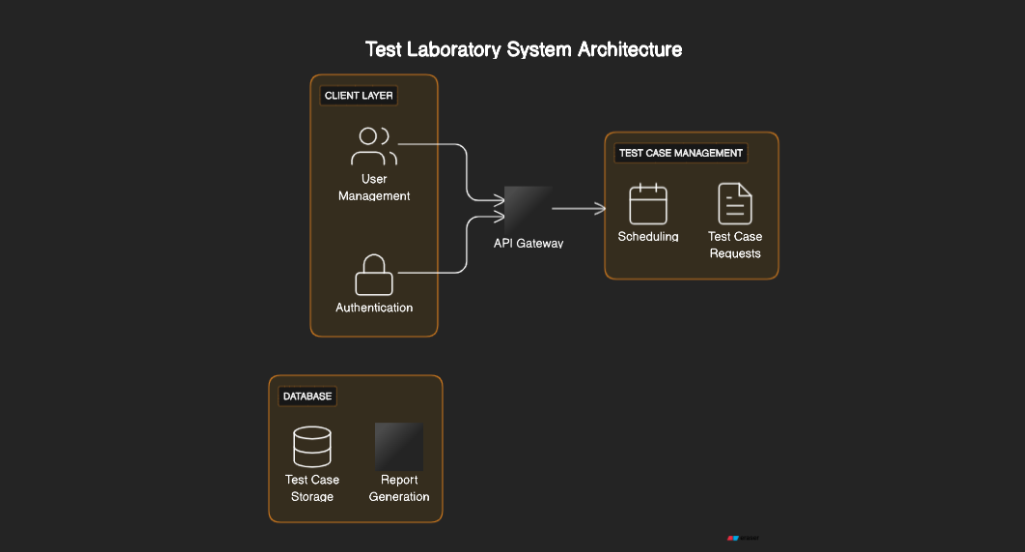 Test Laboratory System Architecture
CLIENT LAYER
User
Management
Authentication
API Gateway
TEST CASE MANAGEMENT
Scheduling
Test Case
Requests
DATABASE
Test Case
Storage
Report
Generation